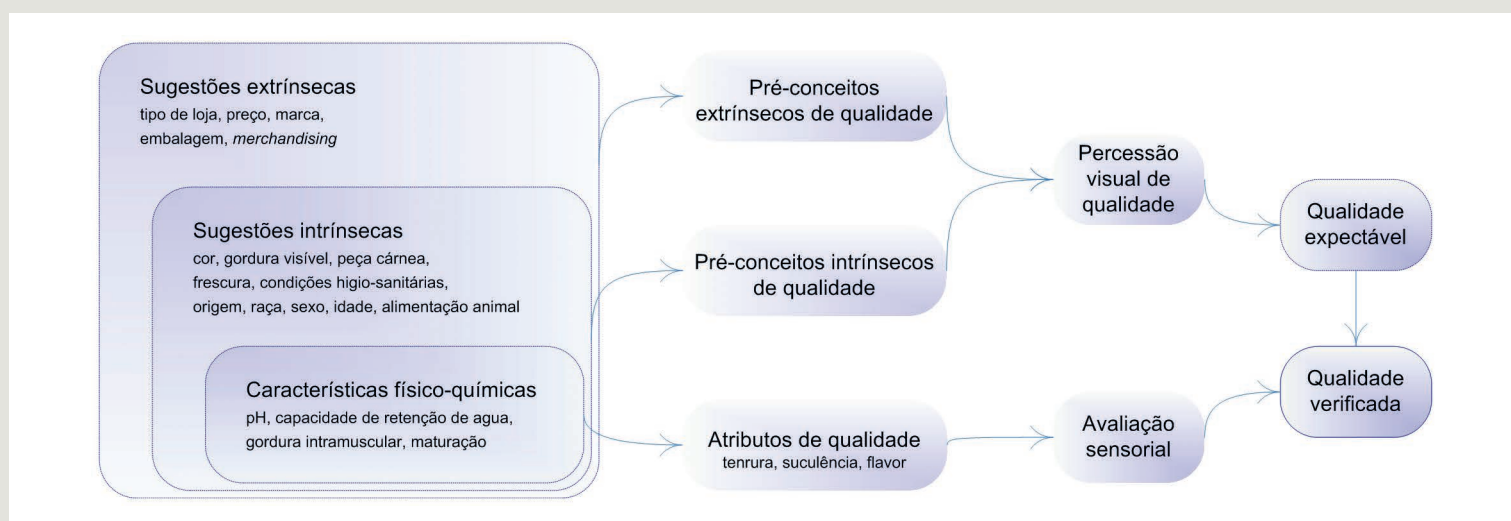 Sugestões extrínsecas
tipo de loja, preço, marca,
embalagem, merchandising
Sugestões intrínsecas
cor, gordura visível, peça cárnea,
frescura, condições higio-sanitárias,
origem, raça, sexo, idade, alimentação animal
Características físico-químicas
pH, capacidade de retenção de agua,
gordura intramuscular, maturação
Pré-conceitos
extrínsecos de qualidade
Pré-conceitos intrínsecos
de qualidade
Atributos de qualidade
tenrura, suculência, flavor
Percessão
visual de
qualidade
Avaliação
sensorial
Qualidade
expectável
Qualidade
verificada